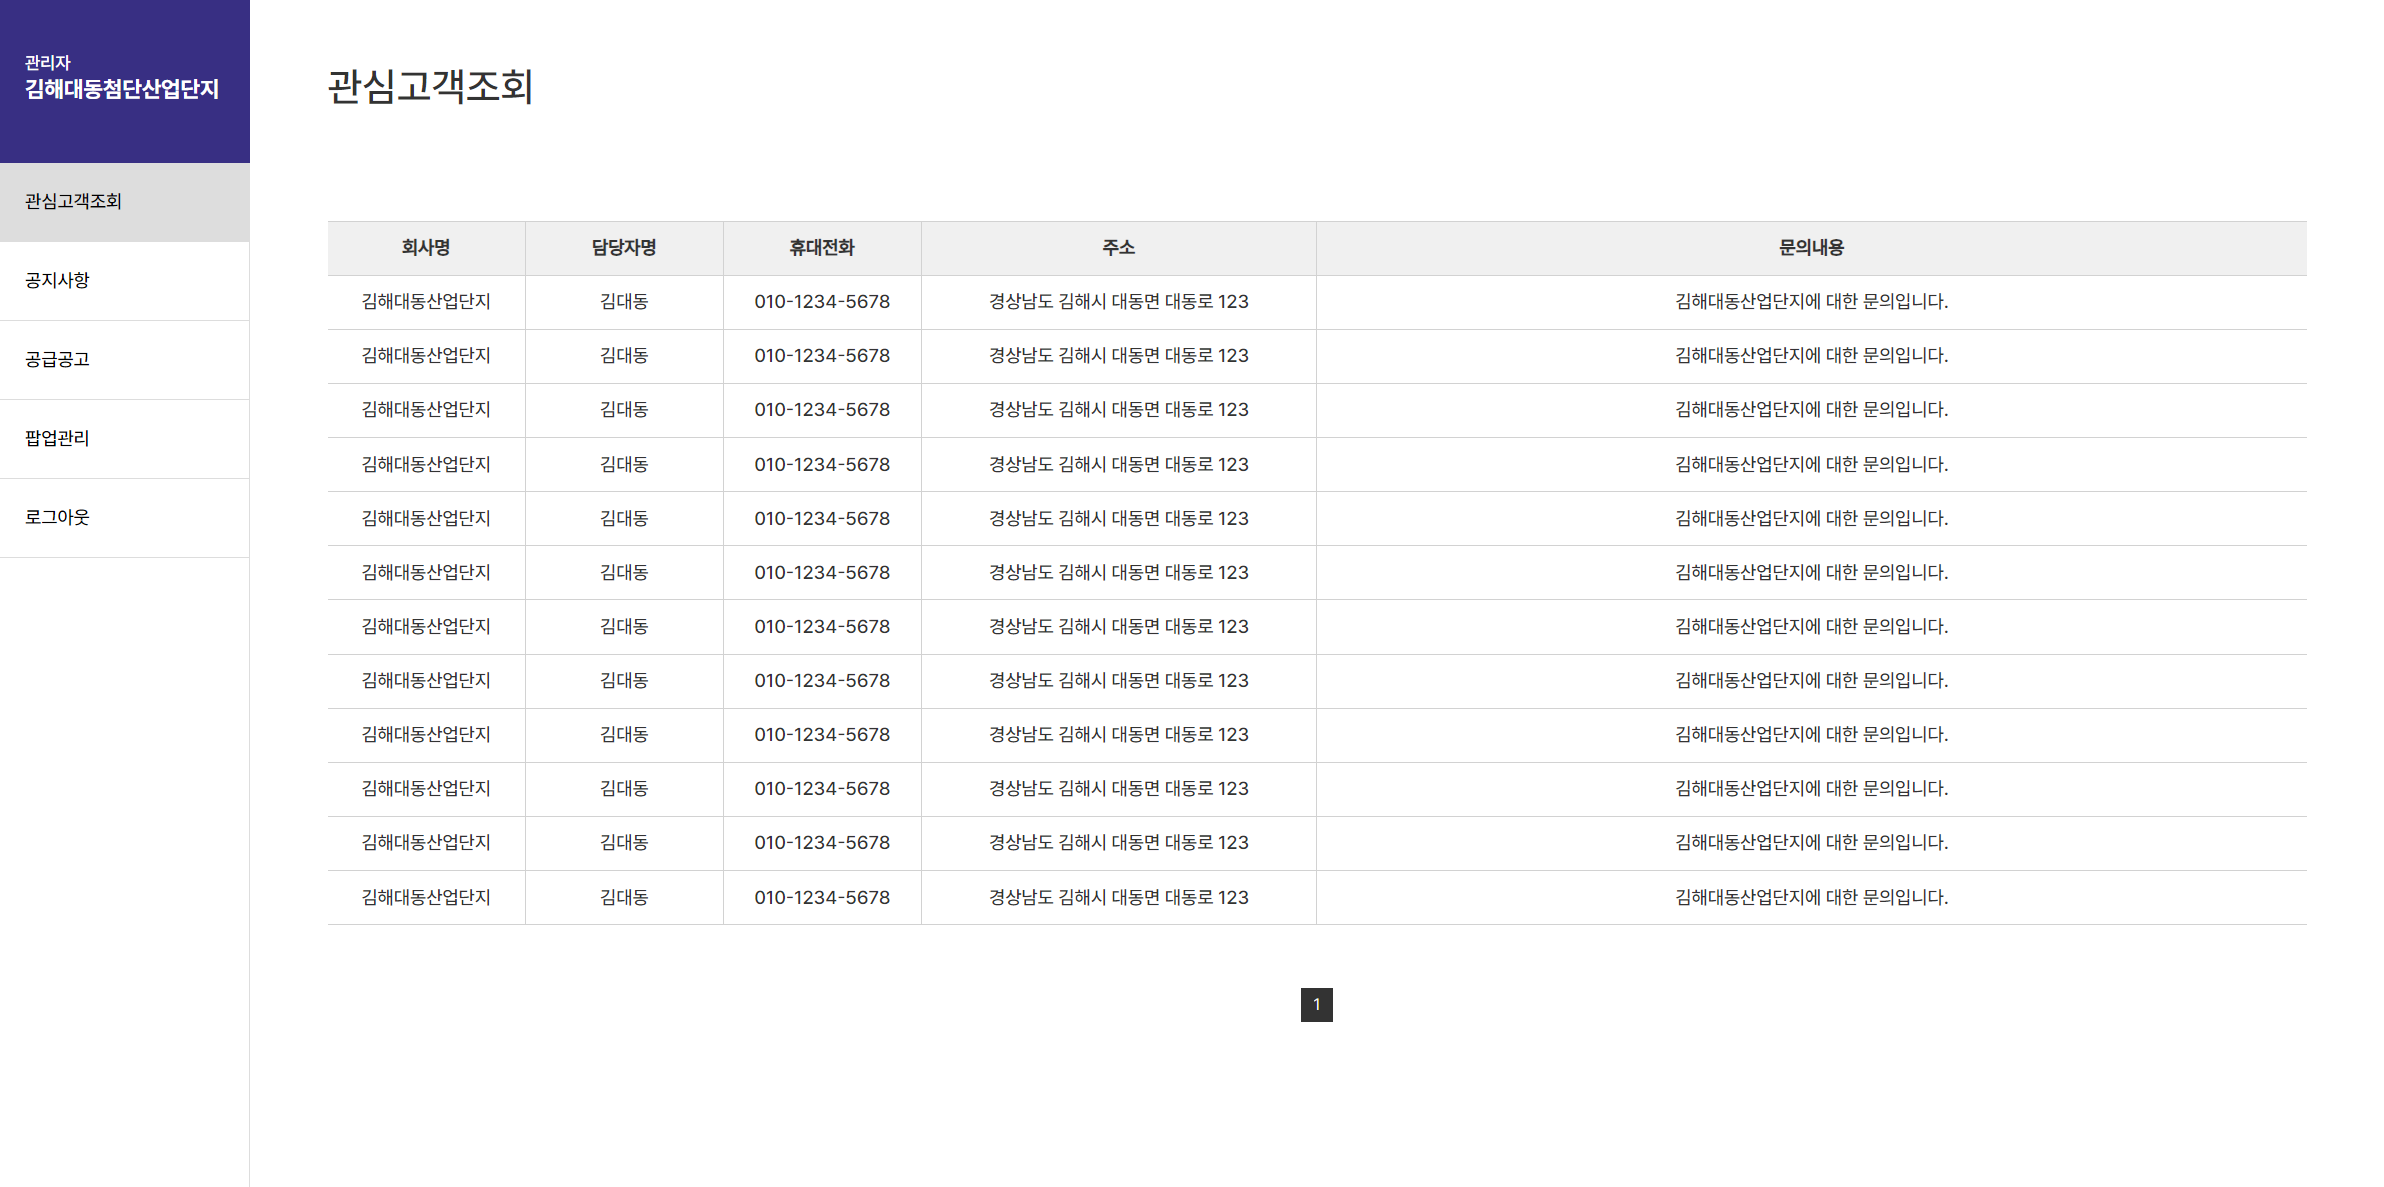 관리자
김해대동첨단산업단지
관심고객조회
공지사항
공급공고
팝업관리
로그아웃
관심고객조회
회사명 담당자명 휴대전화 주소 문의내용
김해대동산업단지 김대동 010-1234-5678 경상남도 김해시 대동면 대동로 123 김해대동산업단지에 대한 문의입니다.
김해대동산업단지 김대동 010-1234-5678 경상남도 김해시 대동면 대동로 123 김해대동산업단지에 대한 문의입니다.
김해대동산업단지 김대동 010-1234-5678 경상남도 김해시 대동면 대동로 123 김해대동산업단지에 대한 문의입니다.
김해대동산업단지 김대동 010-1234-5678 경상남도 김해시 대동면 대동로 123 김해대동산업단지에 대한 문의입니다.
김해대동산업단지 김대동 010-1234-5678 경상남도 김해시 대동면 대동로 123 김해대동산업단지에 대한 문의입니다.
김해대동산업단지 김대동 010-1234-5678 경상남도 김해시 대동면 대동로 123 김해대동산업단지에 대한 문의입니다.
김해대동산업단지 김대동 010-1234-5678 경상남도 김해시 대동면 대동로 123 김해대동산업단지에 대한 문의입니다.
김해대동산업단지 김대동 010-1234-5678 경상남도 김해시 대동면 대동로 123 김해대동산업단지에 대한 문의입니다.
김해대동산업단지 김대동 010-1234-5678 경상남도 김해시 대동면 대동로 123 김해대동산업단지에 대한 문의입니다.
김해대동산업단지 김대동 010-1234-5678 경상남도 김해시 대동면 대동로 123 김해대동산업단지에 대한 문의입니다.
김해대동산업단지 김대동 010-1234-5678 경상남도 김해시 대동면 대동로 123 김해대동산업단지에 대한 문의입니다.
김해대동산업단지 김대동 010-1234-5678 경상남도 김해시 대동면 대동로 123 김해대동산업단지에 대한 문의입니다.
1